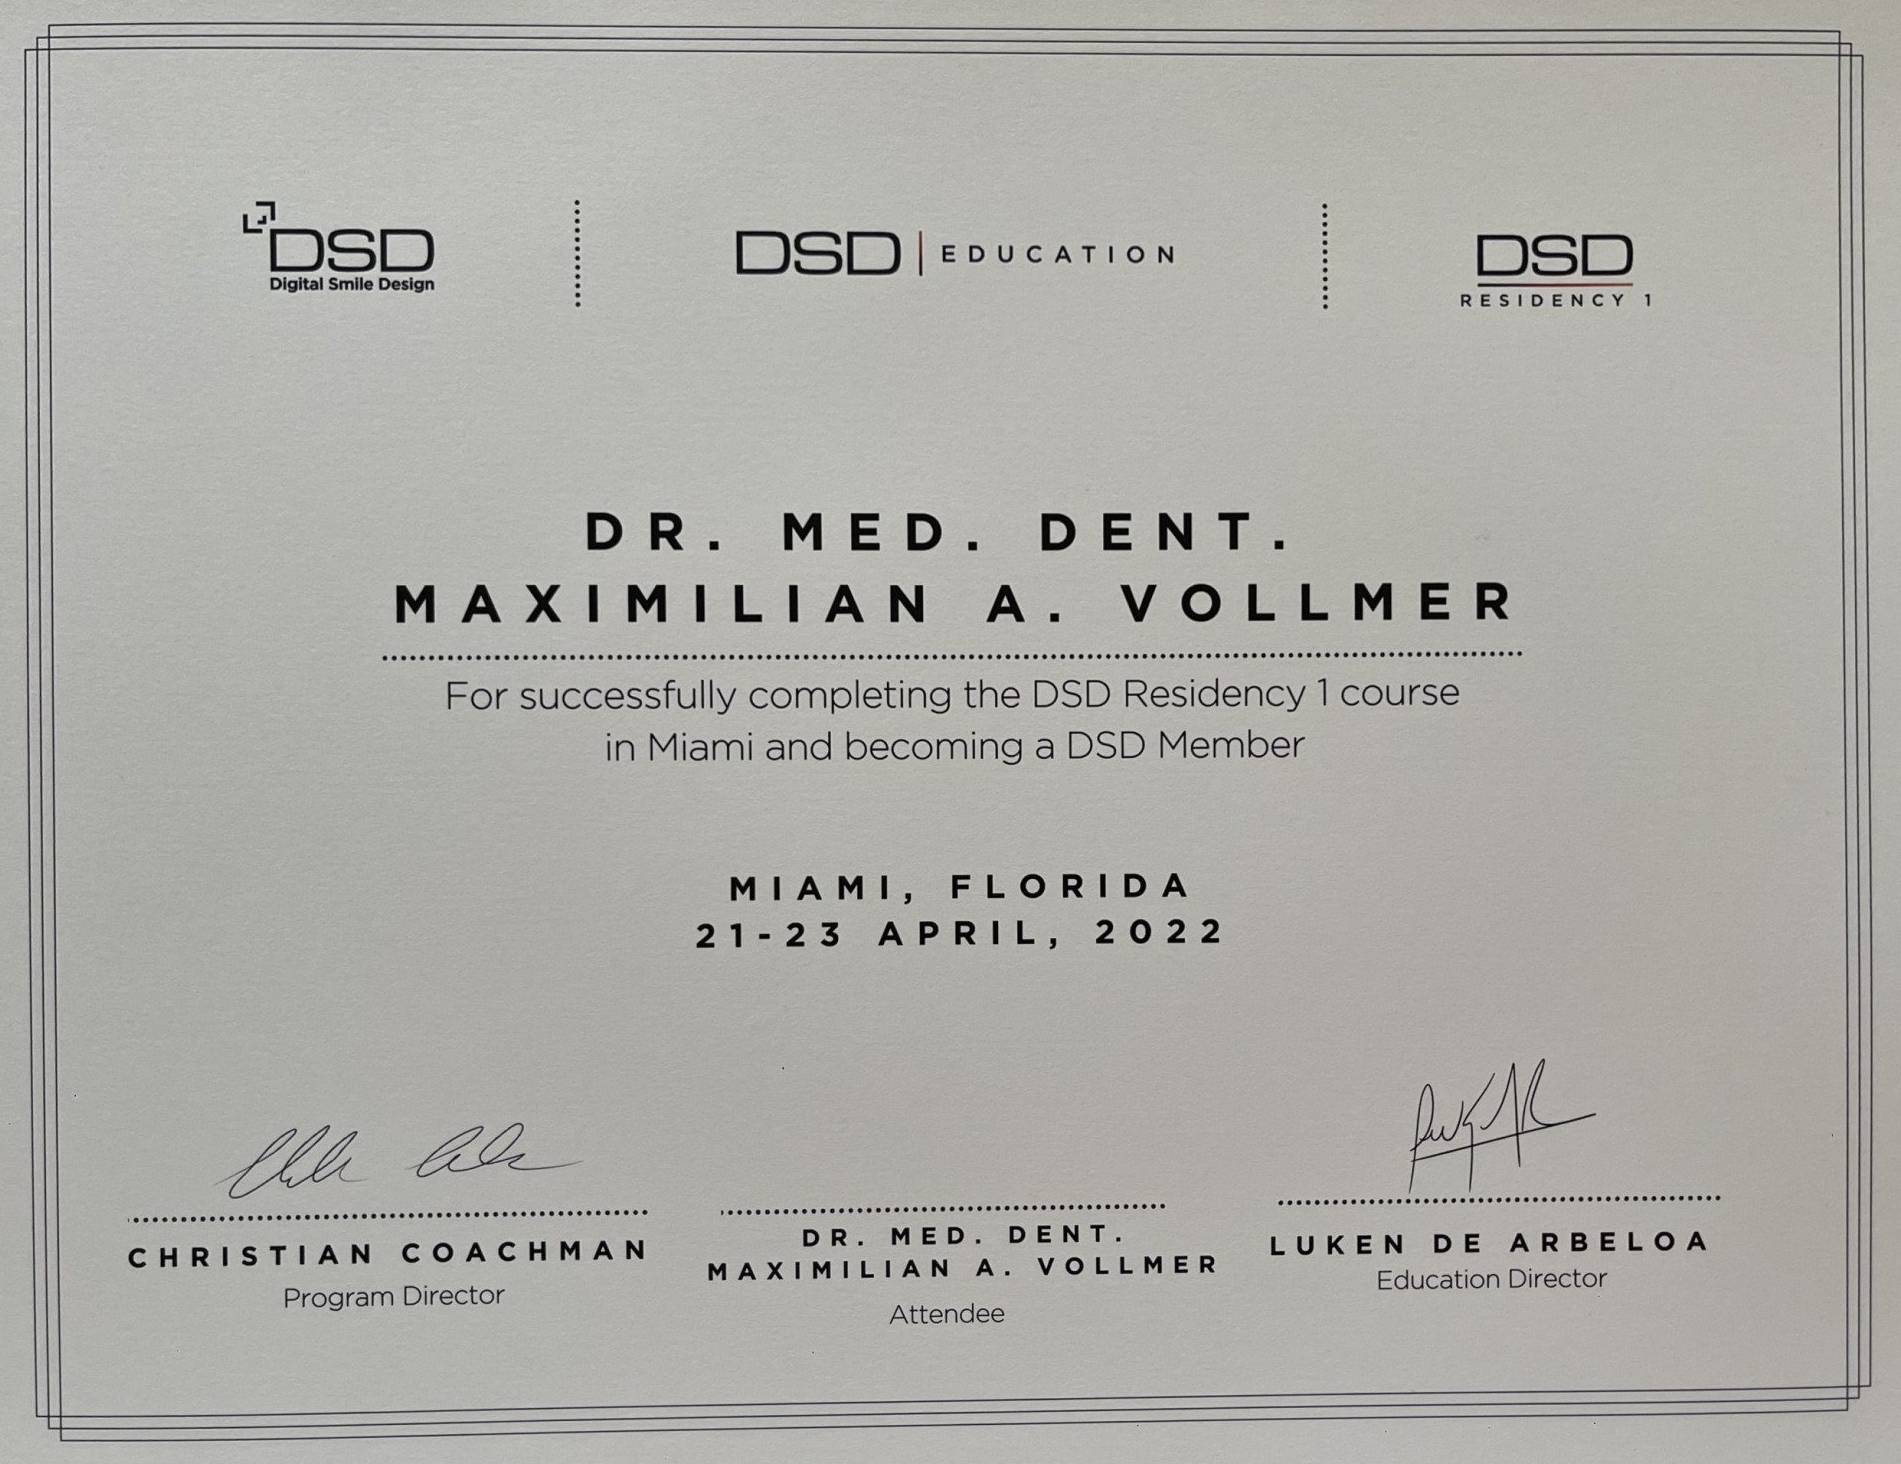 DSD
Digital Smile Design
DSD | EDUCATION
DSD
RESIDENCY 1
DR. MED. DENT.
MAXIMILIAN A. VOLLMER
For successfully completing the DSD Residency 1 course
in Miami and becoming a DSD Member
MIAMI, FLORIDA
21-23 APRIL, 2022
CHRISTIAN COACHMAN
Program Director
DR. MED. DENT.
MAXIMILIAN A. VOLLMER
Attendee
LUKEN DE ARBELOA
Education Director